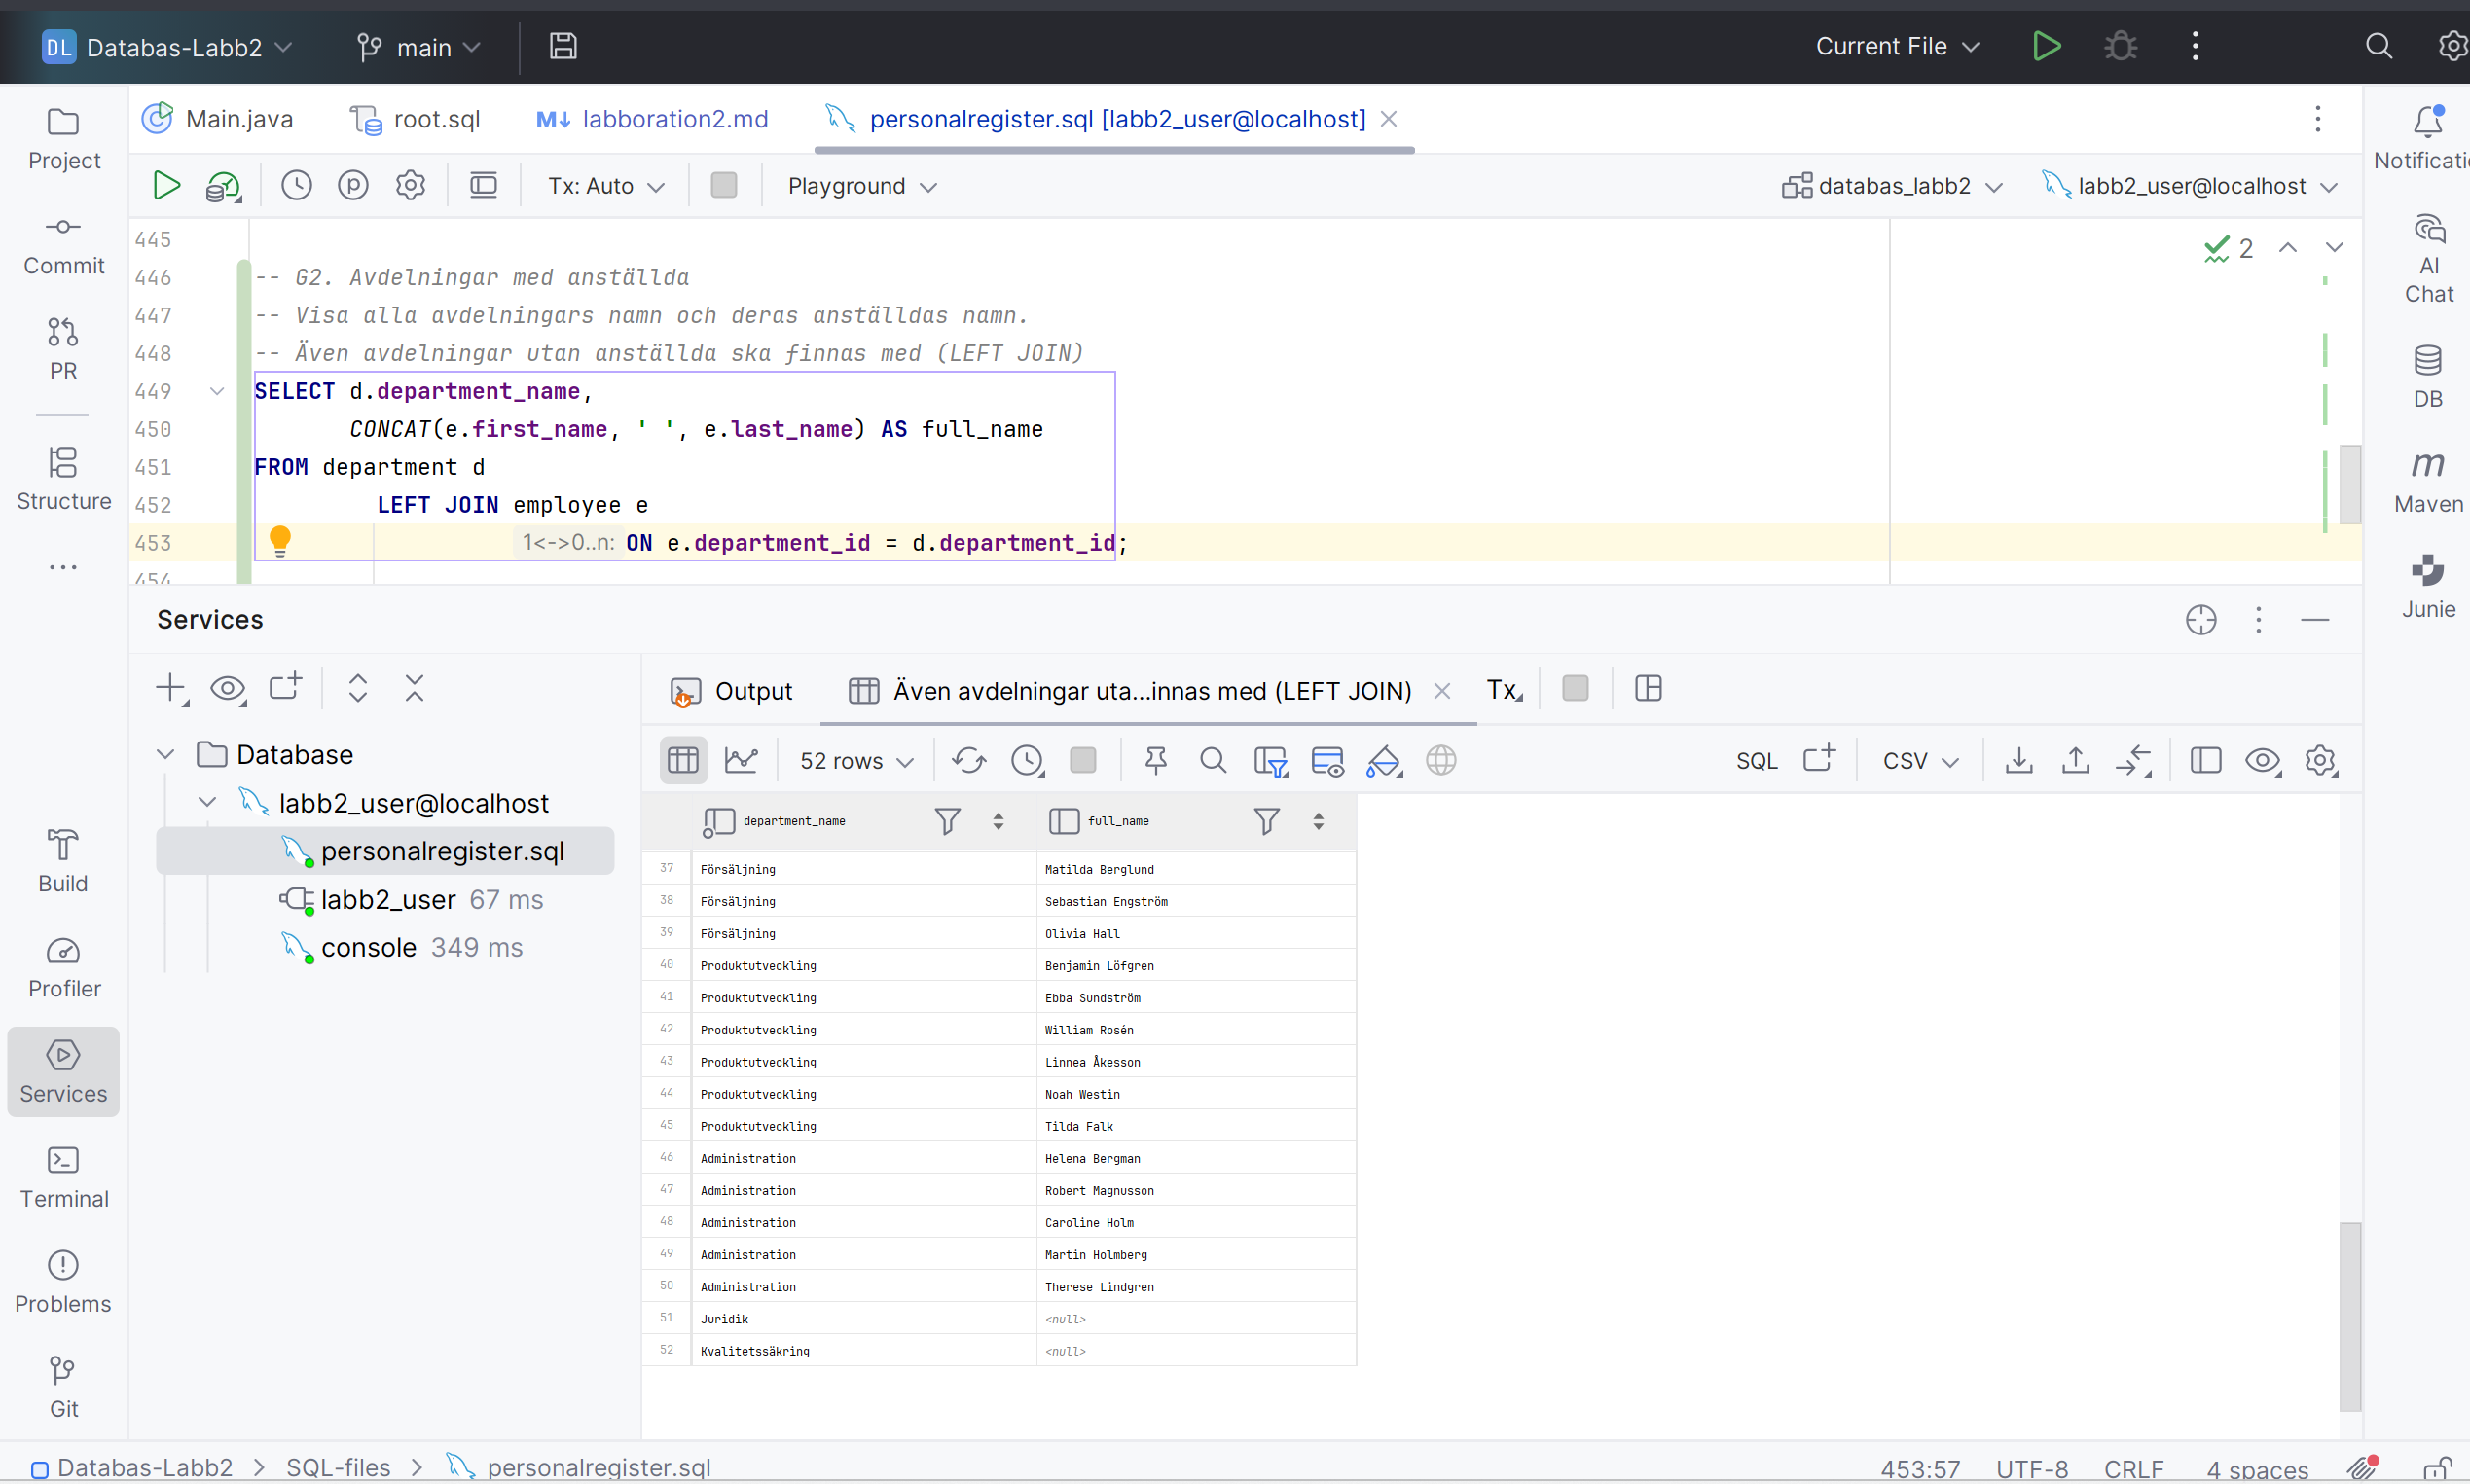 DL Databas-Labb2 main Current File
Main.java root.sql M↓ labboration2.md personalregister.sql [labb2_user@localhost]
Tx: Auto Playground databas_labb2 labb2_user@localhost
Project
Commit
PR
Structure
Build
Profiler
Services
Terminal
Problems
Git
445
446 -- G2. Avdelningar med anställda
447 -- Visa alla avdelningars namn och deras anställdas namn.
448 -- Även avdelningar utan anställda ska finnas med (LEFT JOIN)
449 SELECT d.department_name,
450 CONCAT(e.first_name, ' ', e.last_name) AS full_name
451 FROM department d
452 LEFT JOIN employee e
453 1<->0..n: ON e.department_id = d.department_id;
454
2
Notificati
AI
Chat
DB
m
Maven
Junie
Services
Database
labb2_user@localhost
personalregister.sql
labb2_user 67 ms
console 349 ms
Output Även avdelningar uta...innas med (LEFT JOIN) Tx
52 rows SQL CSV
department_name full_name
37 Försäljning Matilda Berglund
38 Försäljning Sebastian Engström
39 Försäljning Olivia Hall
40 Produktutveckling Benjamin Löfgren
41 Produktutveckling Ebba Sundström
42 Produktutveckling William Rosén
43 Produktutveckling Linnea Åkesson
44 Produktutveckling Noah Westin
45 Produktutveckling Tilda Falk
46 Administration Helena Bergman
47 Administration Robert Magnusson
48 Administration Caroline Holm
49 Administration Martin Holmberg
50 Administration Therese Lindgren
51 Juridik <null>
52 Kvalitetssäkring <null>
Databas-Labb2 > SQL-files > personalregister.sql 453:57 UTF-8 CRLF 4 spaces